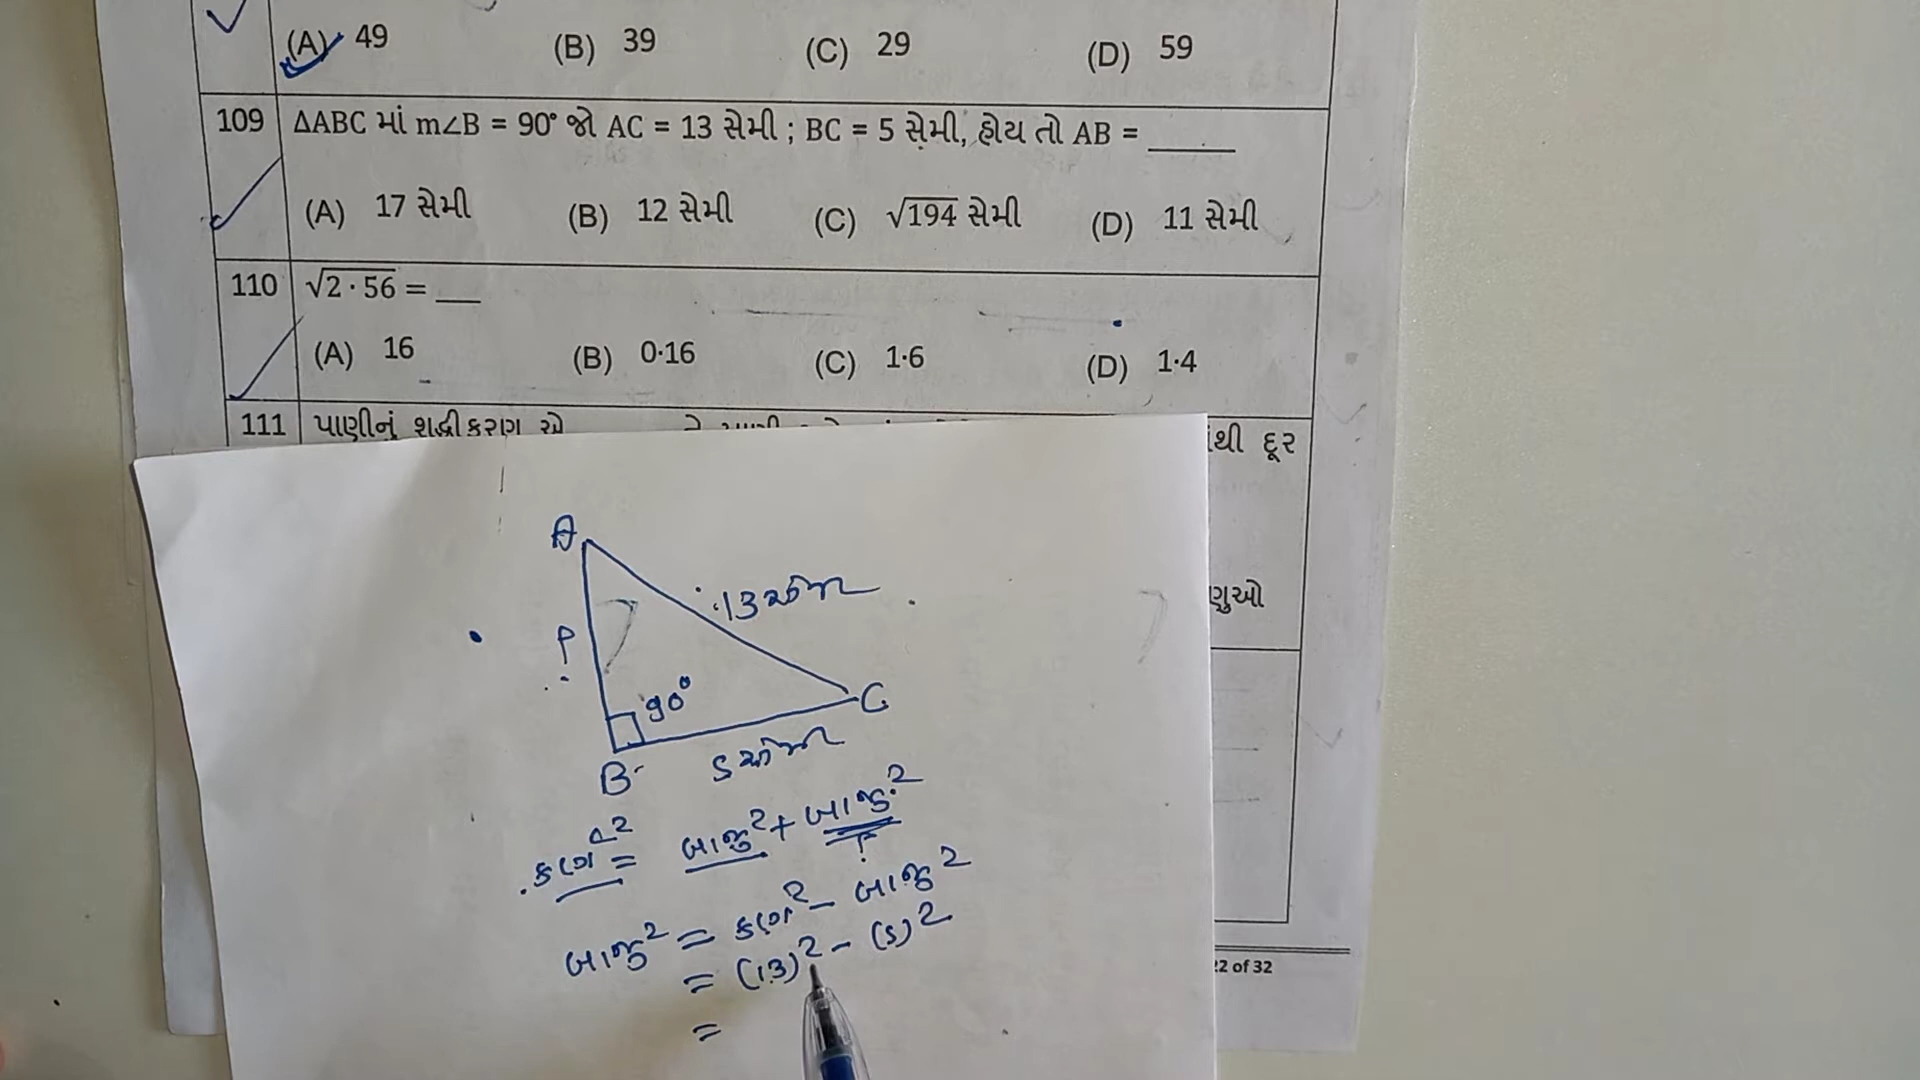 (A) 49 (B) 39 (C) 29 (D) 59
109 ΔABC માં m∠B = 90° જો AC = 13 સેમી ; BC = 5 સેમી, હોય તો AB = ____
(A) 17 સેમી (B) 12 સેમી (C) √194 સેમી (D) 11 સેમી
110 √2·56 = __
(A) 16 (B) 0·16 (C) 1·6 (D) 1·4
111 પાણીનું શુદ્ધીકરણ એ
થી દૂર
ણુઓ
A
13 સેમી
?
90°
C
B
5 સેમી
કર્ણ² = બાજુ² + બાજુ²
?
બાજુ² = કર્ણ² - બાજુ²
= (13)² - (5)²
=
22 of 32